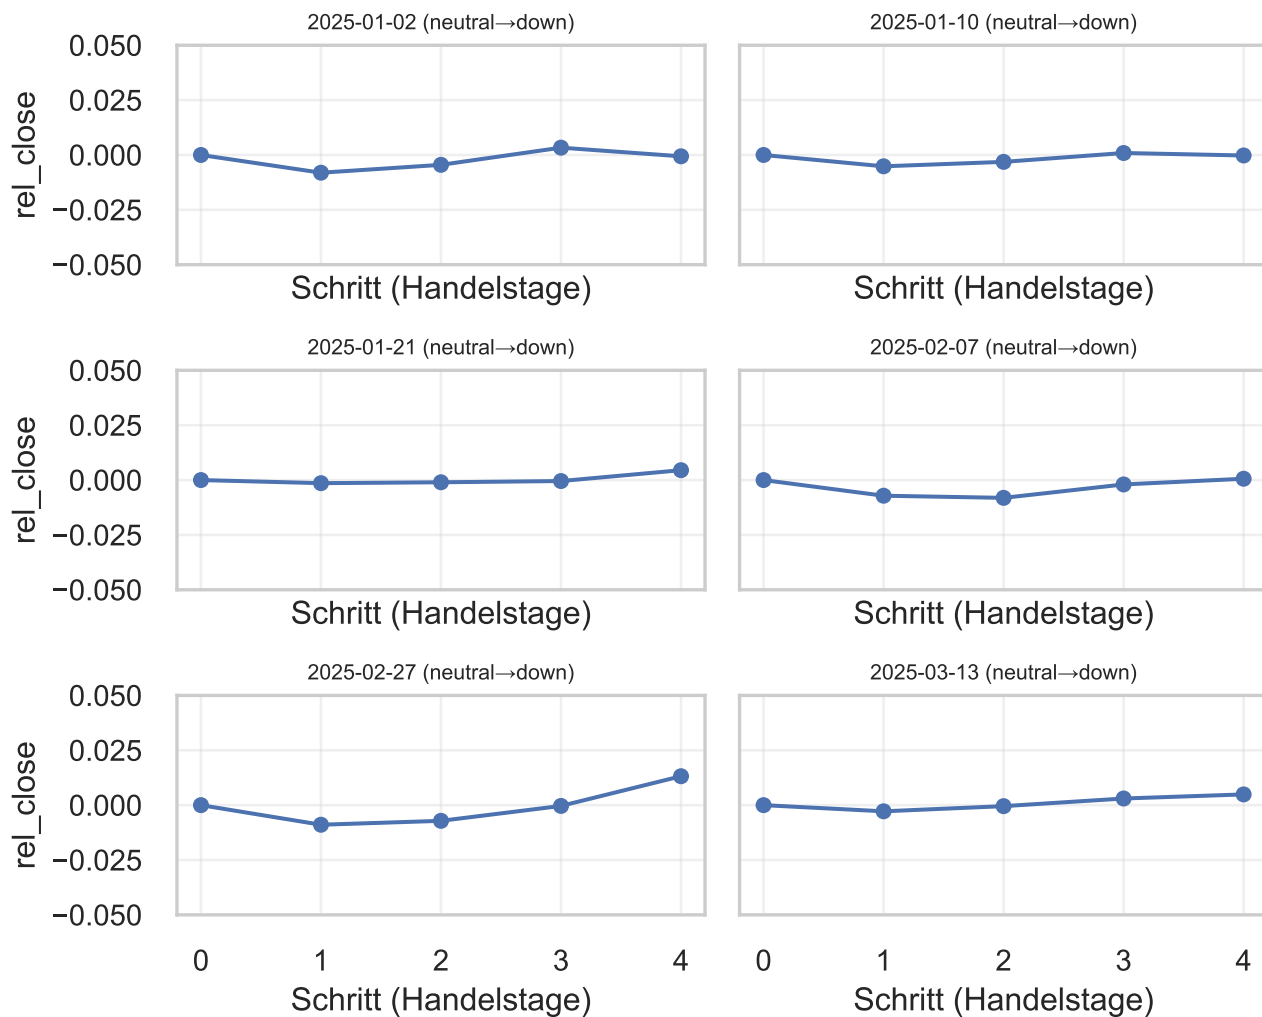 2025-01-02 (neutral→down)
2025-01-10 (neutral→down)
0.050
0.025
0.000
−0.025
−0.050
rel_close
Schritt (Handelstage)
Schritt (Handelstage)
2025-01-21 (neutral→down)
2025-02-07 (neutral→down)
0.050
0.025
0.000
−0.025
−0.050
rel_close
Schritt (Handelstage)
Schritt (Handelstage)
2025-02-27 (neutral→down)
2025-03-13 (neutral→down)
0.050
0.025
0.000
−0.025
−0.050
rel_close
0 1 2 3 4
0 1 2 3 4
Schritt (Handelstage)
Schritt (Handelstage)